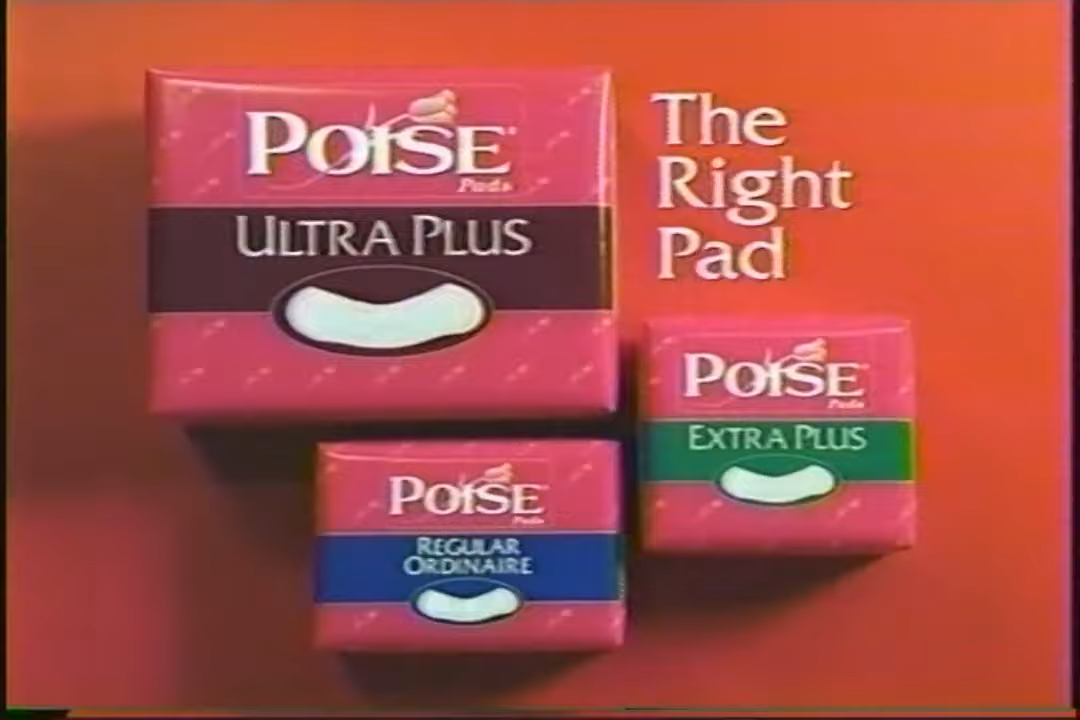 POISE
Pads
ULTRA PLUS
The
Right
Pad
POISE
Pads
EXTRA PLUS
POISE
Pads
REGULAR
ORDINAIRE